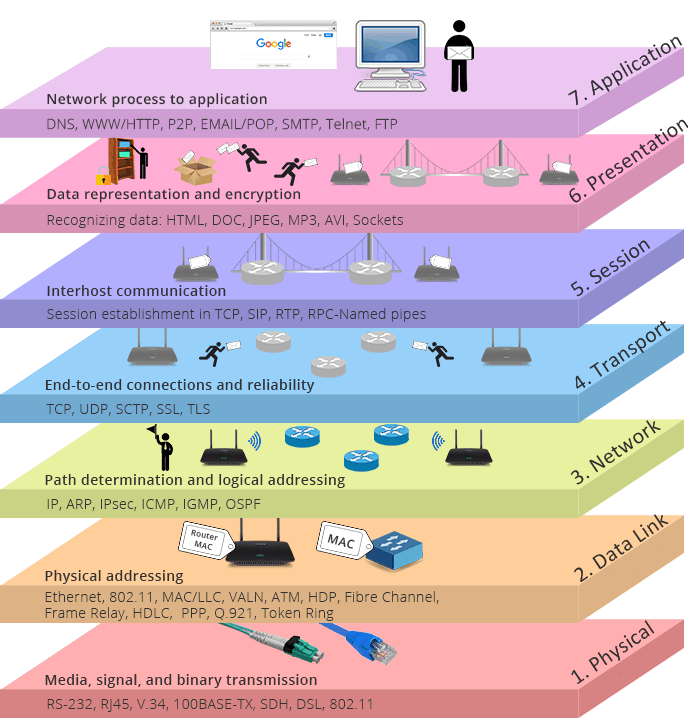 Google
7. Application
Network process to application
DNS, WWW/HTTP, P2P, EMAIL/POP, SMTP, Telnet, FTP
6. Presentation
Data representation and encryption
Recognizing data: HTML, DOC, JPEG, MP3, AVI, Sockets
5. Session
Interhost communication
Session establishment in TCP, SIP, RTP, RPC-Named pipes
4. Transport
End-to-end connections and reliability
TCP, UDP, SCTP, SSL, TLS
3. Network
Path determination and logical addressing
IP, ARP, IPsec, ICMP, IGMP, OSPF
2. Data Link
Router
MAC
MAC
Physical addressing
Ethernet, 802.11, MAC/LLC, VALN, ATM, HDP, Fibre Channel,
Frame Relay, HDLC, PPP, Q.921, Token Ring
1. Physical
Media, signal, and binary transmission
RS-232, RJ45, V.34, 100BASE-TX, SDH, DSL, 802.11